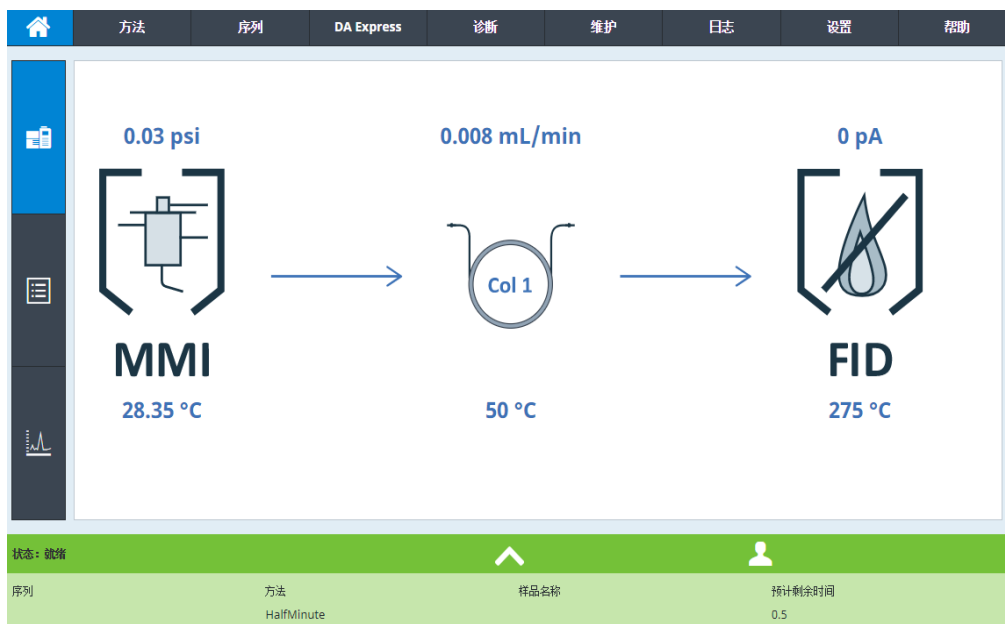 方法 序列 DA Express 诊断 维护 日志 设置 帮助
0.03 psi 0.008 mL/min 0 pA
Col 1
MMI FID
28.35 °C 50 °C 275 °C
状态：就绪
序列 方法 样品名称 预计剩余时间
HalfMinute 0.5